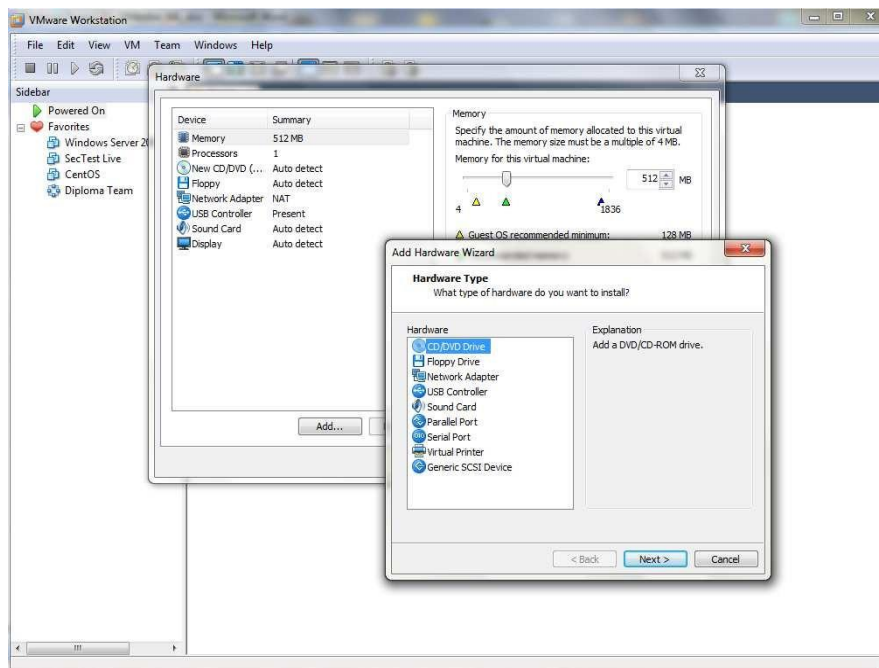 VMware Workstation
File Edit View VM Team Windows Help
Sidebar
Powered On
Favorites
Windows Server 20
SecTest Live
CentOS
Diploma Team
Hardware
Device Summary
Memory 512 MB
Processors 1
New CD/DVD (... Auto detect
Floppy Auto detect
Network Adapter NAT
USB Controller Present
Sound Card Auto detect
Display Auto detect
Add...
Memory
Specify the amount of memory allocated to this virtual
machine. The memory size must be a multiple of 4 MB.
Memory for this virtual machine:
512 MB
4 1836
Guest OS recommended minimum: 128 MB
Add Hardware Wizard
Hardware Type
What type of hardware do you want to install?
Hardware
CD/DVD Drive
Floppy Drive
Network Adapter
USB Controller
Sound Card
Parallel Port
Serial Port
Virtual Printer
Generic SCSI Device
Explanation
Add a DVD/CD-ROM drive.
< Back Next > Cancel